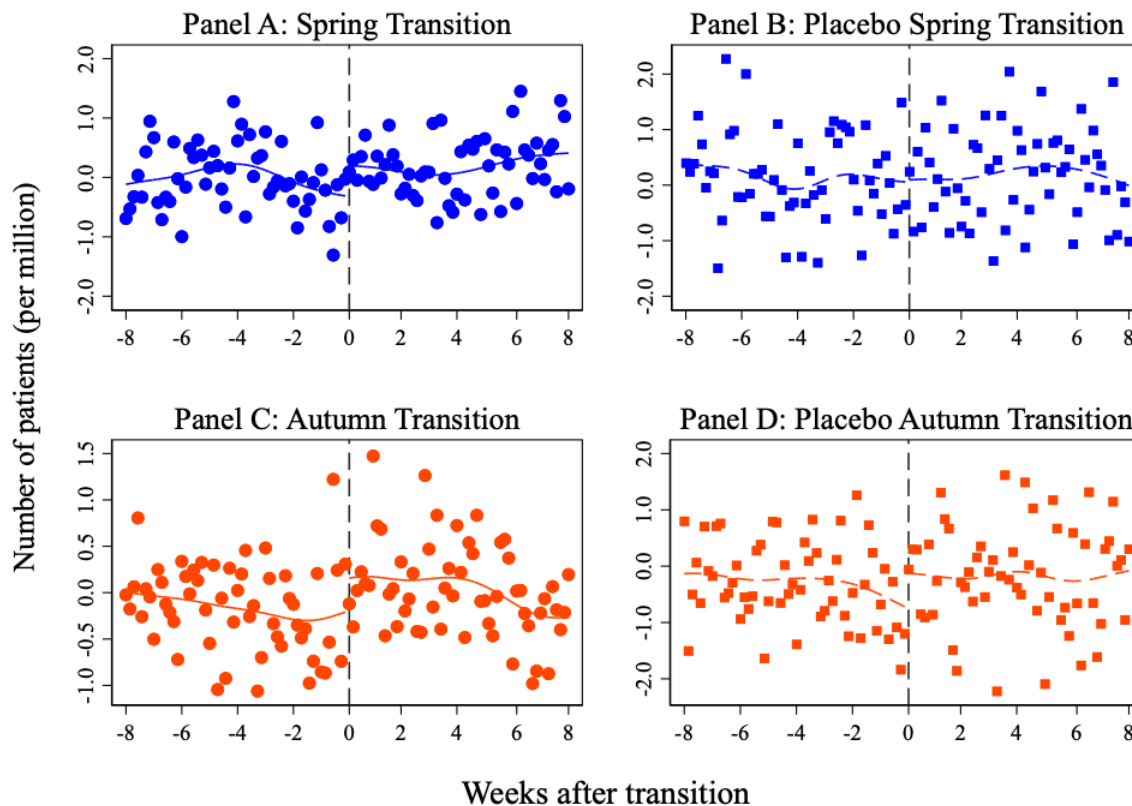 Panel A: Spring Transition
Panel B: Placebo Spring Transition
2.0
1.0
0.0
-1.0
-2.0
-8 -6 -4 -2 0 2 4 6 8
2.0
1.0
0.0
-1.0
-2.0
-8 -6 -4 -2 0 2 4 6 8
Number of patients (per million)
Panel C: Autumn Transition
Panel D: Placebo Autumn Transition
1.5
1.0
0.5
0.0
-0.5
-1.0
-8 -6 -4 -2 0 2 4 6 8
2.0
1.0
0.0
-1.0
-2.0
-8 -6 -4 -2 0 2 4 6 8
Weeks after transition